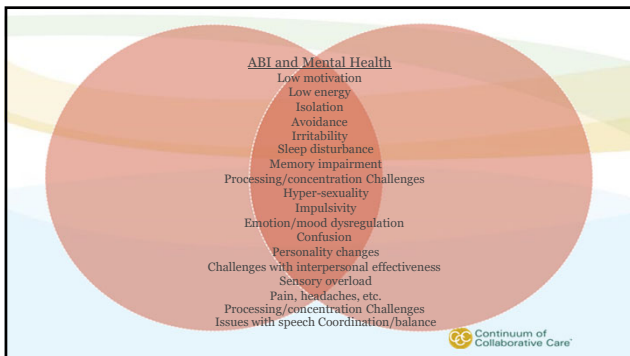 ABI and Mental Health
Low motivation
Low energy
Isolation
Avoidance
Irritability
Sleep disturbance
Memory impairment
Processing/concentration Challenges
Hyper-sexuality
Impulsivity
Emotion/mood dysregulation
Confusion
Personality changes
Challenges with interpersonal effectiveness
Sensory overload
Pain, headaches, etc.
Processing/concentration Challenges
Issues with speech Coordination/balance
Continuum of
Collaborative Care